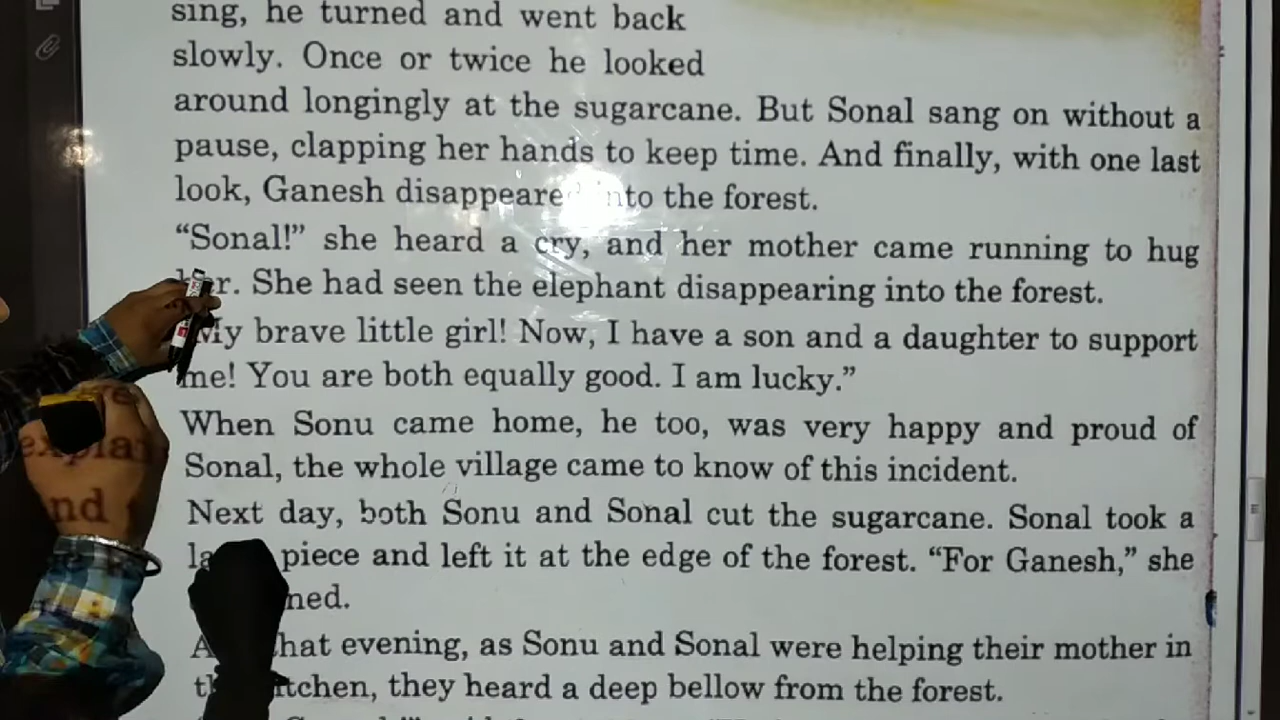 sing, he turned and went back
slowly. Once or twice he looked
around longingly at the sugarcane. But Sonal sang on without a
pause, clapping her hands to keep time. And finally, with one last
look, Ganesh disappeared into the forest.
“Sonal!” she heard a cry, and her mother came running to hug
her. She had seen the elephant disappearing into the forest.
My brave little girl! Now, I have a son and a daughter to support
me! You are both equally good. I am lucky.”
When Sonu came home, he too, was very happy and proud of
Sonal, the whole village came to know of this incident.
Next day, both Sonu and Sonal cut the sugarcane. Sonal took a
piece and left it at the edge of the forest. “For Ganesh,” she
that evening, as Sonu and Sonal were helping their mother in
kitchen, they heard a deep bellow from the forest.